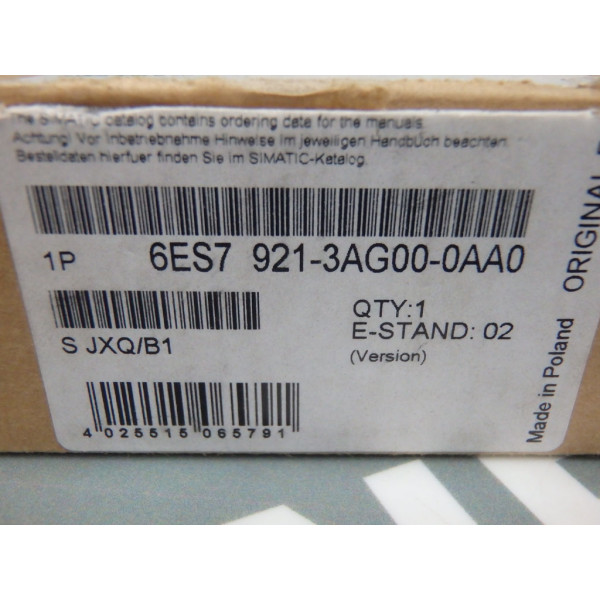 The SIMATIC catalog contains ordering data for the manuals.
Achtung! Vor Inbetriebnahme Hinweise im jeweiligen Handbuch beachten.
Bestelldaten hierfuer finden Sie im SIMATIC-Katalog.
1P 6ES7 921-3AG00-0AA0
S JXQ/B1
QTY:1
E-STAND: 02
(Version)
4 025515 065791
Made in Poland
ORIGINAL